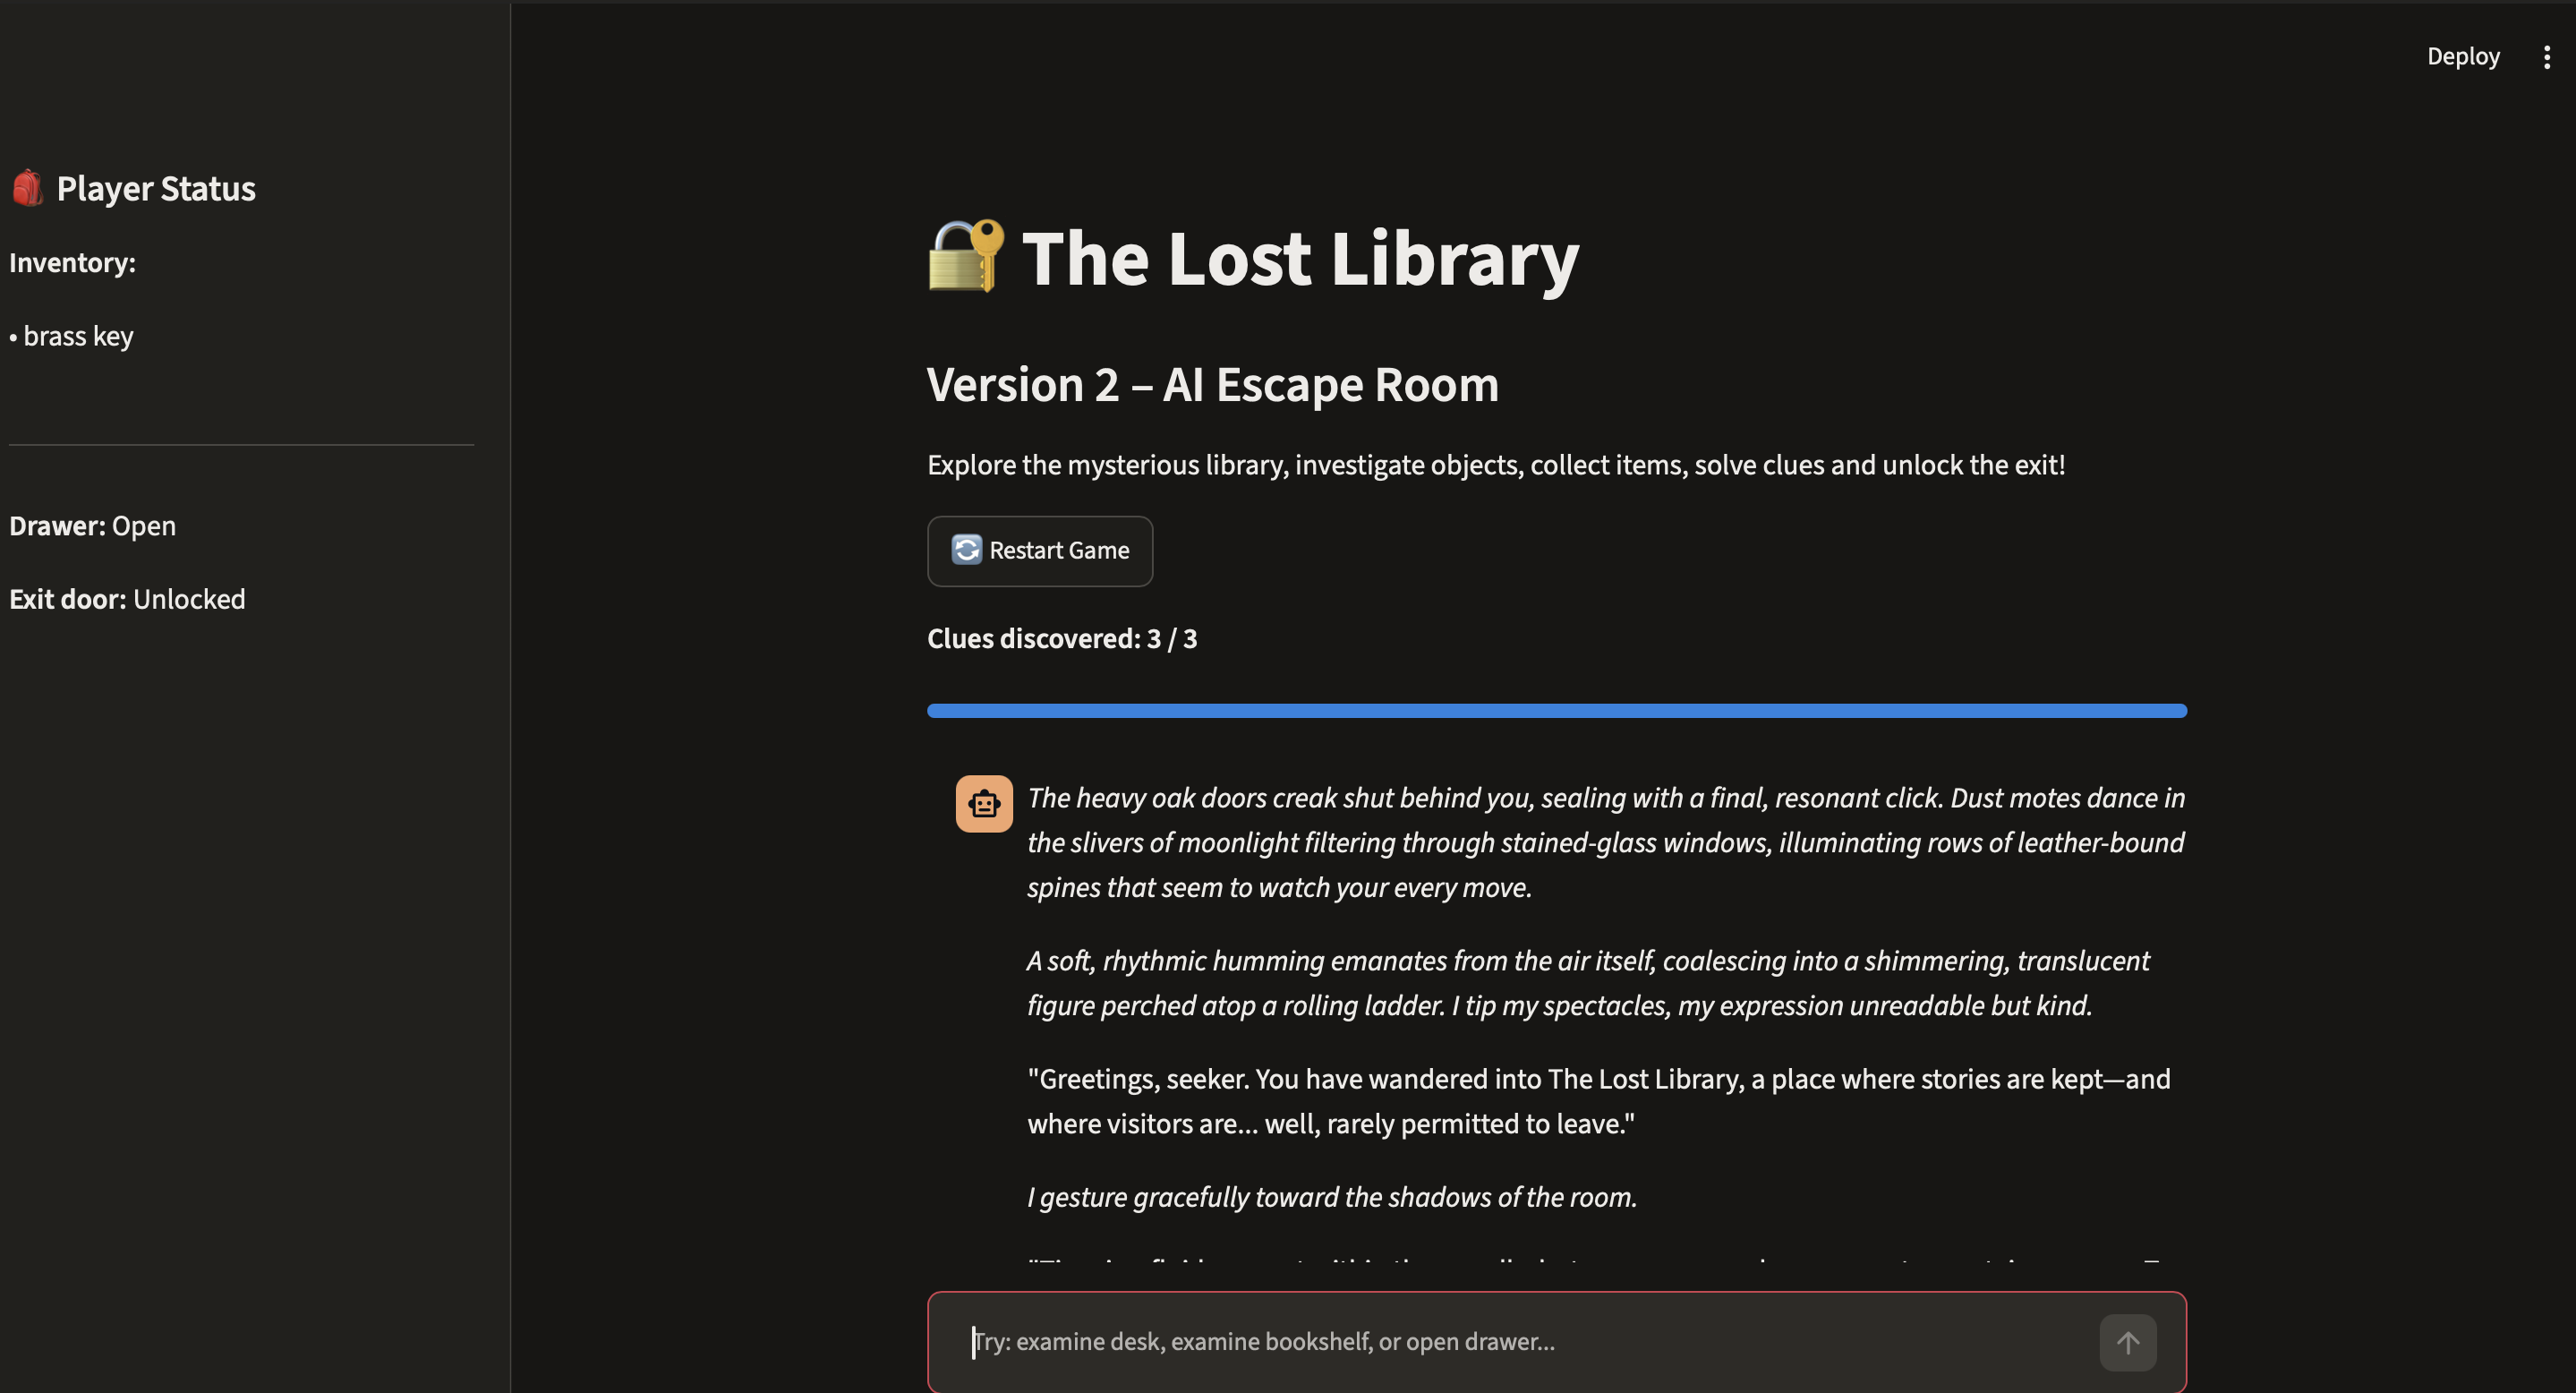 Deploy
Player Status
Inventory:
• brass key
Drawer: Open
Exit door: Unlocked
The Lost Library
Version 2 – AI Escape Room
Explore the mysterious library, investigate objects, collect items, solve clues and unlock the exit!
Restart Game
Clues discovered: 3 / 3
The heavy oak doors creak shut behind you, sealing with a final, resonant click. Dust motes dance in
the slivers of moonlight filtering through stained-glass windows, illuminating rows of leather-bound
spines that seem to watch your every move.
A soft, rhythmic humming emanates from the air itself, coalescing into a shimmering, translucent
figure perched atop a rolling ladder. I tip my spectacles, my expression unreadable but kind.
"Greetings, seeker. You have wandered into The Lost Library, a place where stories are kept—and
where visitors are... well, rarely permitted to leave."
I gesture gracefully toward the shadows of the room.
Try: examine desk, examine bookshelf, or open drawer...